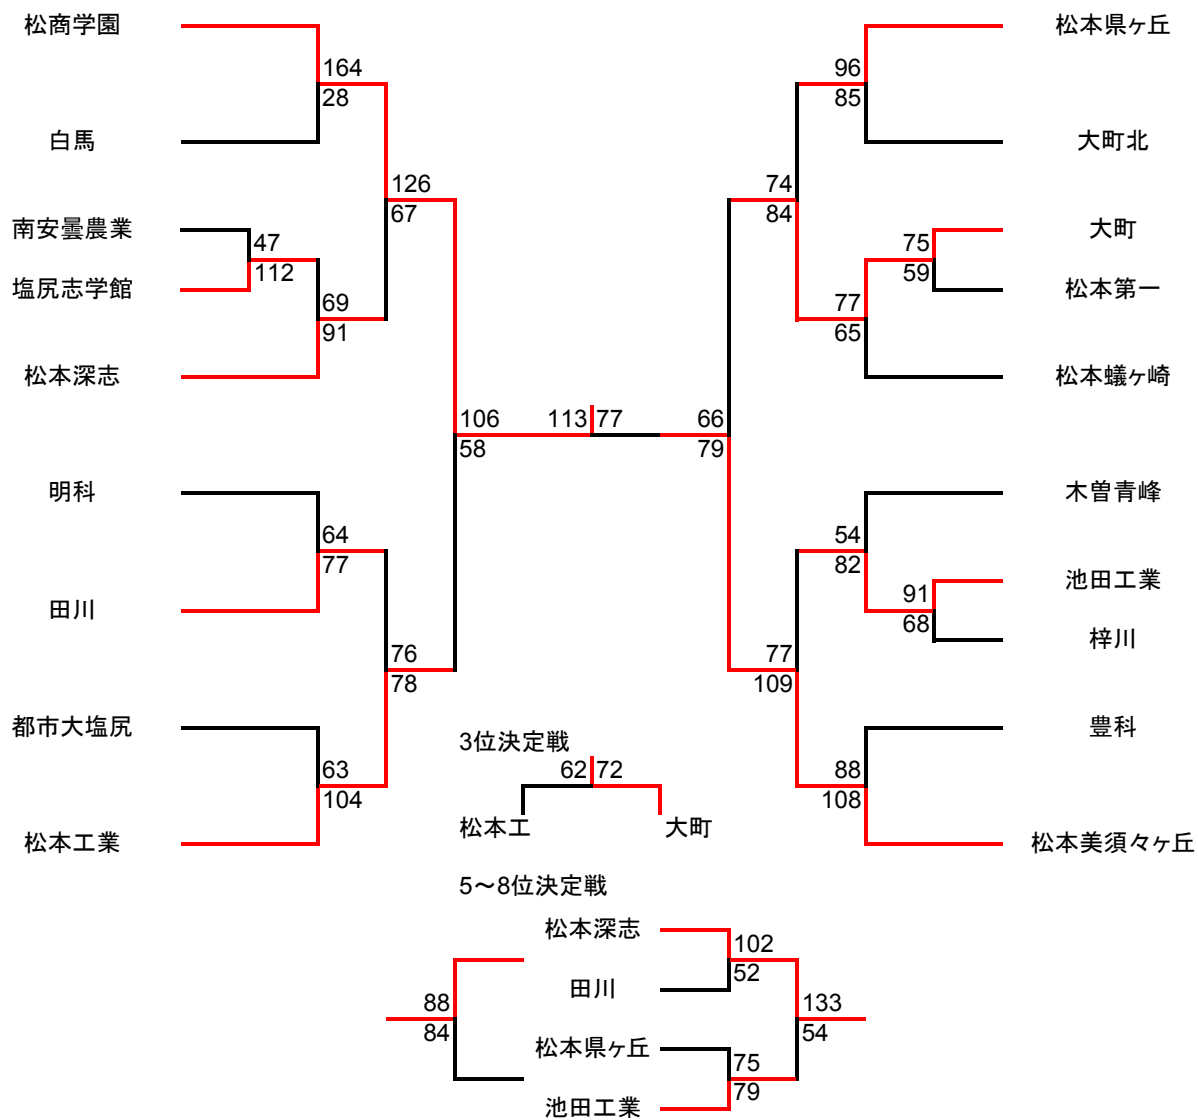 松商学園
164
28
白馬
126
67
南安曇農業
47
112
塩尻志学館
69
91
松本深志
106
58
113
77
66
79
明科
64
77
田川
76
78
都市大塩尻
63
104
松本工業
松本県ヶ丘
96
85
大町北
74
84
大町
75
59
松本第一
77
65
松本蟻ヶ崎
木曽青峰
54
82
池田工業
91
68
梓川
77
109
豊科
88
108
松本美須々ヶ丘
3位決定戦
62
72
松本工
大町
5～8位決定戦
松本深志
102
52
田川
88
84
133
54
松本県ヶ丘
75
79
池田工業